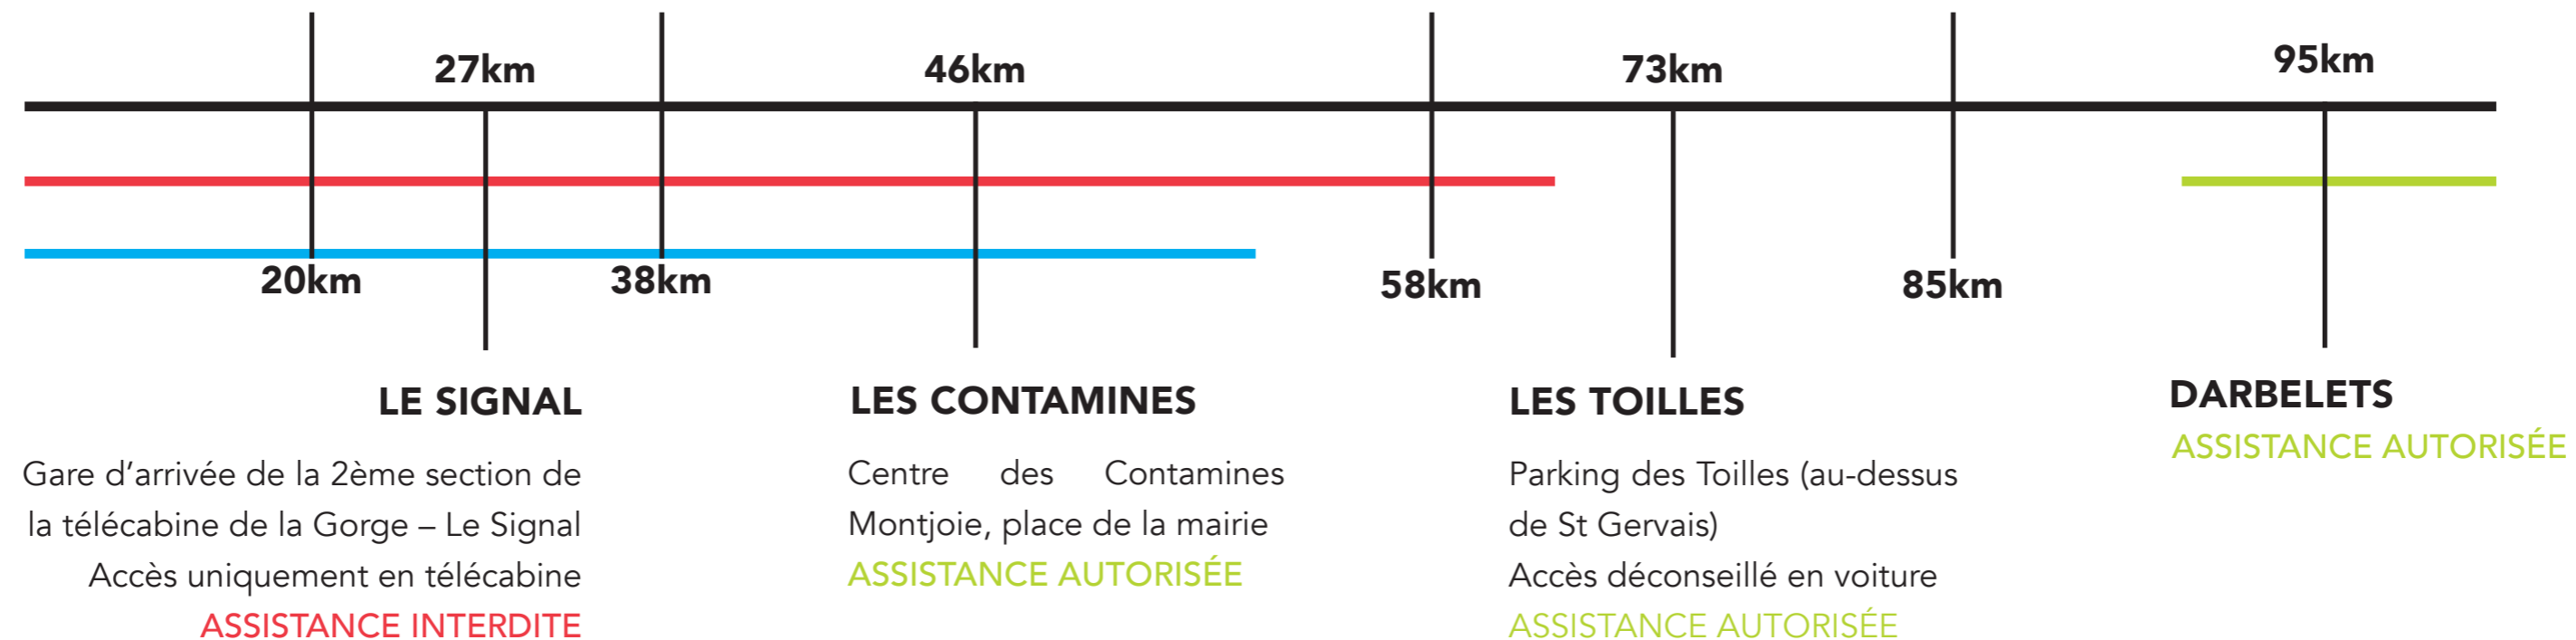 27km
46km
73km
95km
20km
38km
58km
85km
LE SIGNAL
Gare d’arrivée de la 2ème section de
la télécabine de la Gorge – Le Signal
Accès uniquement en télécabine
ASSISTANCE INTERDITE
LES CONTAMINES
Centre des Contamines
Montjoie, place de la mairie
ASSISTANCE AUTORISÉE
LES TOILLES
Parking des Toilles (au-dessus
de St Gervais)
Accès déconseillé en voiture
ASSISTANCE AUTORISÉE
DARBELETS
ASSISTANCE AUTORISÉE